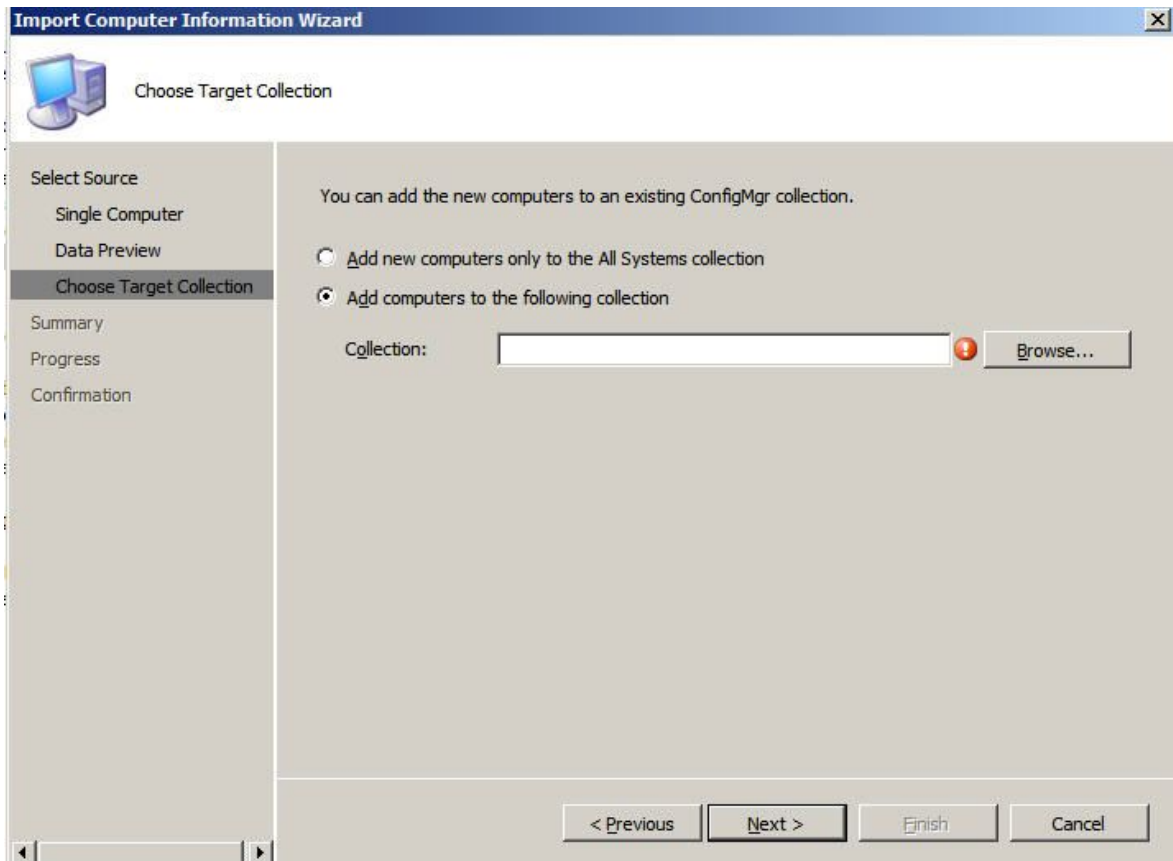 Import Computer Information Wizard
Choose Target Collection
Select Source
Single Computer
Data Preview
Choose Target Collection
Summary
Progress
Confirmation
You can add the new computers to an existing ConfigMgr collection.
Add new computers only to the All Systems collection
Add computers to the following collection
Collection:
Browse...
< Previous
Next >
Finish
Cancel